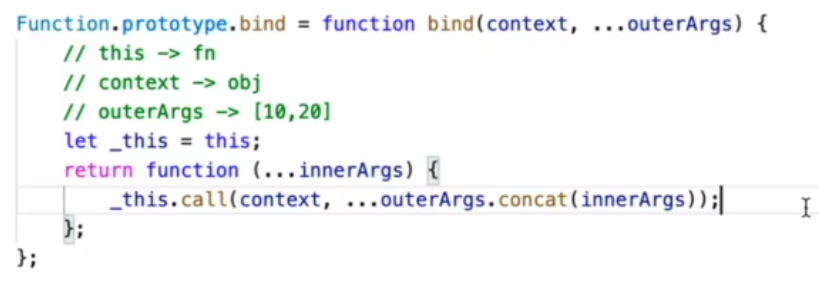 Function.prototype.bind = function bind(context, ...outerArgs) {
    // this -> fn
    // context -> obj
    // outerArgs -> [10,20]
    let _this = this;
    return function (...innerArgs) {
        _this.call(context, ...outerArgs.concat(innerArgs));
    };
};